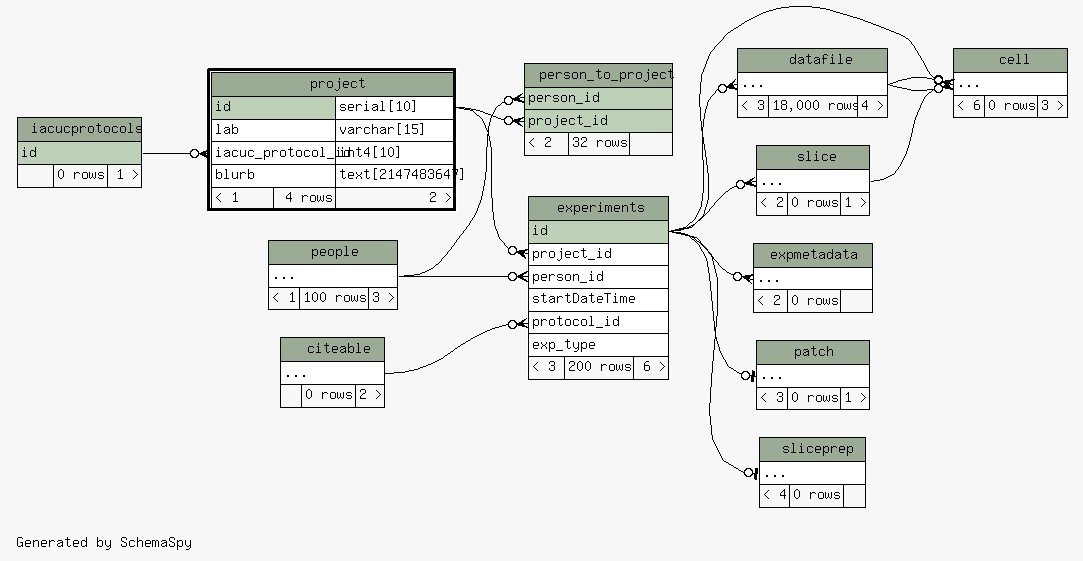 iacucprotocols
id
0 rows 1 >
project
id serial[10]
lab varchar[15]
iacuc_protocol_id int4[10]
blurb text[2147483647]
< 1 4 rows 2 >
people
...
< 1 100 rows 3 >
citeable
...
0 rows 2 >
person_to_project
person_id
project_id
< 2 32 rows
experiments
id
project_id
person_id
startDateTime
protocol_id
exp_type
< 3 200 rows 6 >
datafile
...
< 3 18,000 rows 4 >
cell
...
< 6 0 rows 3 >
slice
...
< 2 0 rows 1 >
expmetadata
...
< 2 0 rows
patch
...
< 3 0 rows 1 >
sliceprep
...
< 4 0 rows
Generated by SchemaSpy